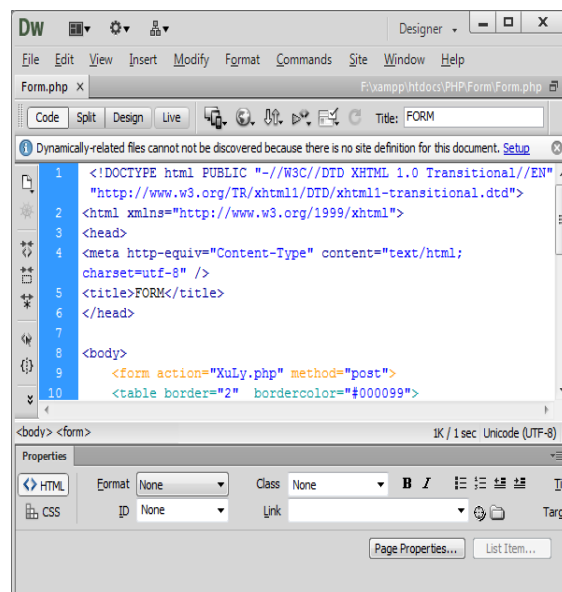 Dw Designer X
File Edit View Insert Modify Format Commands Site Window Help
Form.php × F:\xampp\htdocs\PHP\Form\Form.php
Code Split Design Live Title: FORM
Dynamically-related files cannot not be discovered because there is no site definition for this document. Setup
1 <!DOCTYPE html PUBLIC "-//W3C//DTD XHTML 1.0 Transitional//EN"
"http://www.w3.org/TR/xhtml1/DTD/xhtml1-transitional.dtd">
2 <html xmlns="http://www.w3.org/1999/xhtml">
3 <head>
4 <meta http-equiv="Content-Type" content="text/html;
charset=utf-8" />
5 <title>FORM</title>
6 </head>
7
8 <body>
9 <form action="XuLy.php" method="post">
10 <table border="2" bordercolor="#000099">
<body> <form> 1K / 1 sec Unicode (UTF-8)
Properties
<> HTML Format None Class None B I Ti
CSS ID None Link Targ
Page Properties... List Item...